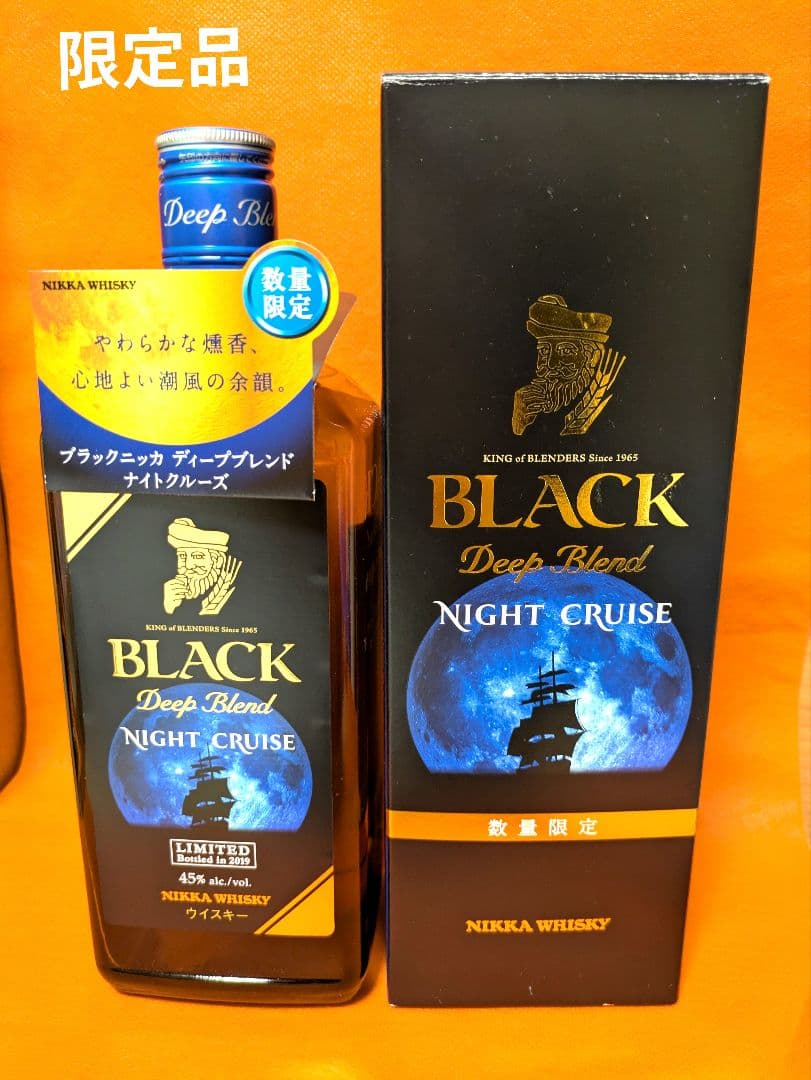 限定品
Deep Ble
NIKKA WHISKY
数量
限定
やわらかな燻香、
心地よい潮風の余韻。
ブラックニッカ ディープブレンド
ナイトクルーズ
KING of BLENDERS Since 1965
BLACK
Deep Blend
NIGHT CRUISE
LIMITED
Bottled in 2019
45% alc./vol.
NIKKA WHISKY
ウイスキー
KING of BLENDERS Since 1965
BLACK
Deep Blend
NIGHT CRUISE
数量限定
NIKKA WHISKY